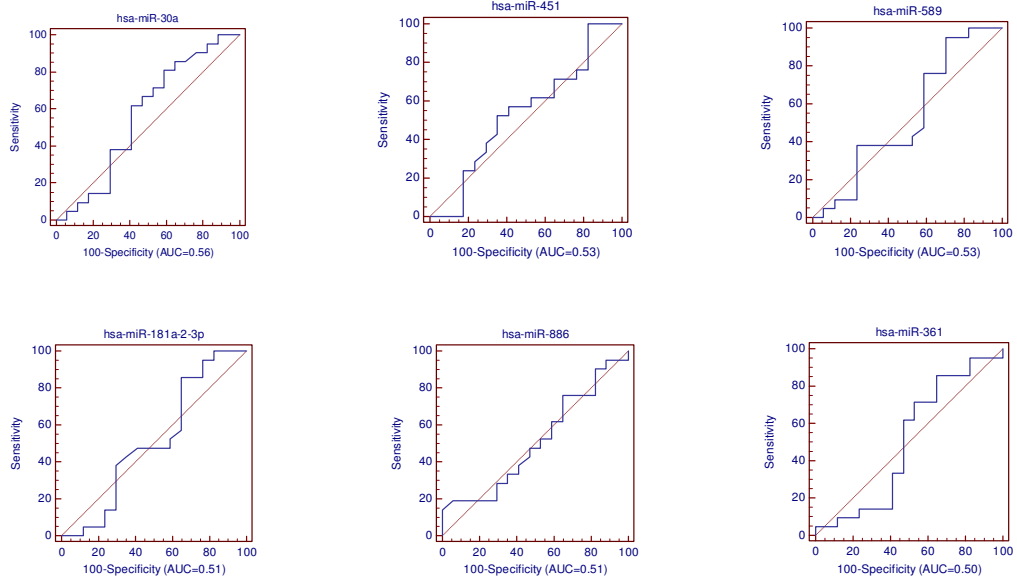 hsa-miR-30a
100
80
60
40
20
0
Sensitivity
0 20 40 60 80 100
100-Specificity (AUC=0.56)
hsa-miR-451
100
80
60
40
20
0
Sensitivity
0 20 40 60 80 100
100-Specificity (AUC=0.53)
hsa-miR-589
100
80
60
40
20
0
Sensitivity
0 20 40 60 80 100
100-Specificity (AUC=0.53)
hsa-miR-181a-2-3p
100
80
60
40
20
0
Sensitivity
0 20 40 60 80 100
100-Specificity (AUC=0.51)
hsa-miR-886
100
80
60
40
20
0
Sensitivity
0 20 40 60 80 100
100-Specificity (AUC=0.51)
hsa-miR-361
100
80
60
40
20
0
Sensitivity
0 20 40 60 80 100
100-Specificity (AUC=0.50)